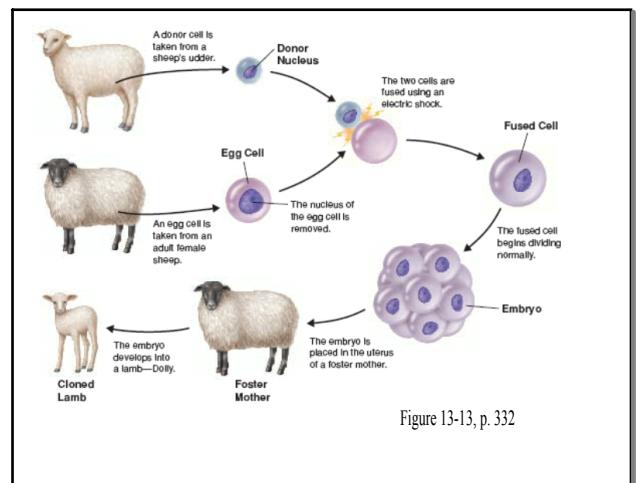 A donor cell is
taken from a
sheep's udder.
Donor
Nucleus
The two cells are
fused using an
electric shock.
Fused Cell
Egg Cell
The nucleus of
the egg cell is
removed.
An egg cell is
taken from an
adult female
sheep.
The fused cell
begins dividing
normally.
Embryo
The embryo is
placed in the uterus
of a foster mother.
The embryo
develops into
a lamb—Dolly.
Cloned
Lamb
Foster
Mother
Figure 13-13, p. 332